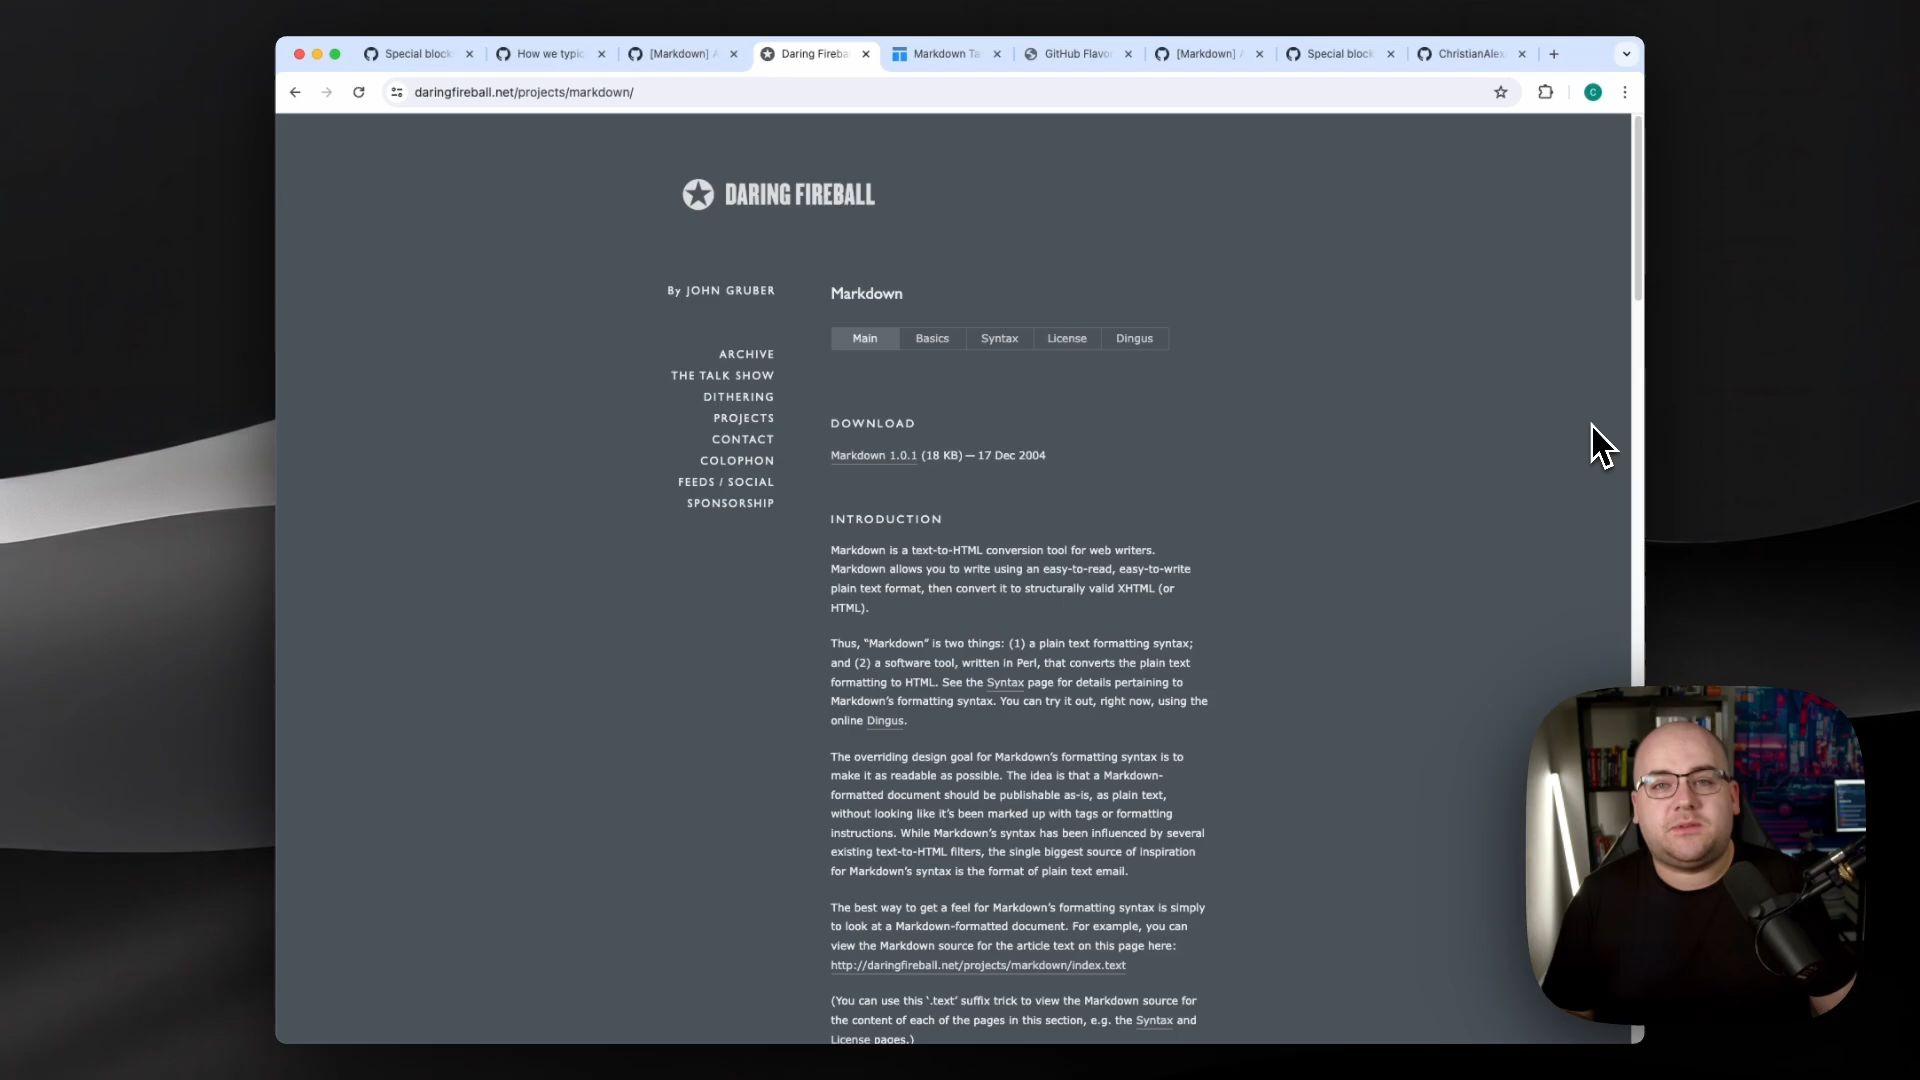 Special block
How we typic
[Markdown] A
Daring Fireba
Markdown Ta
GitHub Flavor
[Markdown] A
Special block
ChristianAlex
daringfireball.net/projects/markdown/
C
DARING FIREBALL
By JOHN GRUBER
ARCHIVE
THE TALK SHOW
DITHERING
PROJECTS
CONTACT
COLOPHON
FEEDS / SOCIAL
SPONSORSHIP
Markdown
Main Basics Syntax License Dingus
DOWNLOAD
Markdown 1.0.1 (18 KB) — 17 Dec 2004
INTRODUCTION
Markdown is a text-to-HTML conversion tool for web writers.
Markdown allows you to write using an easy-to-read, easy-to-write
plain text format, then convert it to structurally valid XHTML (or
HTML).
Thus, “Markdown” is two things: (1) a plain text formatting syntax;
and (2) a software tool, written in Perl, that converts the plain text
formatting to HTML. See the Syntax page for details pertaining to
Markdown’s formatting syntax. You can try it out, right now, using the
online Dingus.
The overriding design goal for Markdown’s formatting syntax is to
make it as readable as possible. The idea is that a Markdown-
formatted document should be publishable as-is, as plain text,
without looking like it’s been marked up with tags or formatting
instructions. While Markdown’s syntax has been influenced by several
existing text-to-HTML filters, the single biggest source of inspiration
for Markdown’s syntax is the format of plain text email.
The best way to get a feel for Markdown’s formatting syntax is simply
to look at a Markdown-formatted document. For example, you can
view the Markdown source for the article text on this page here:
http://daringfireball.net/projects/markdown/index.text
(You can use this ‘.text’ suffix trick to view the Markdown source for
the content of each of the pages in this section, e.g. the Syntax and
License pages.)